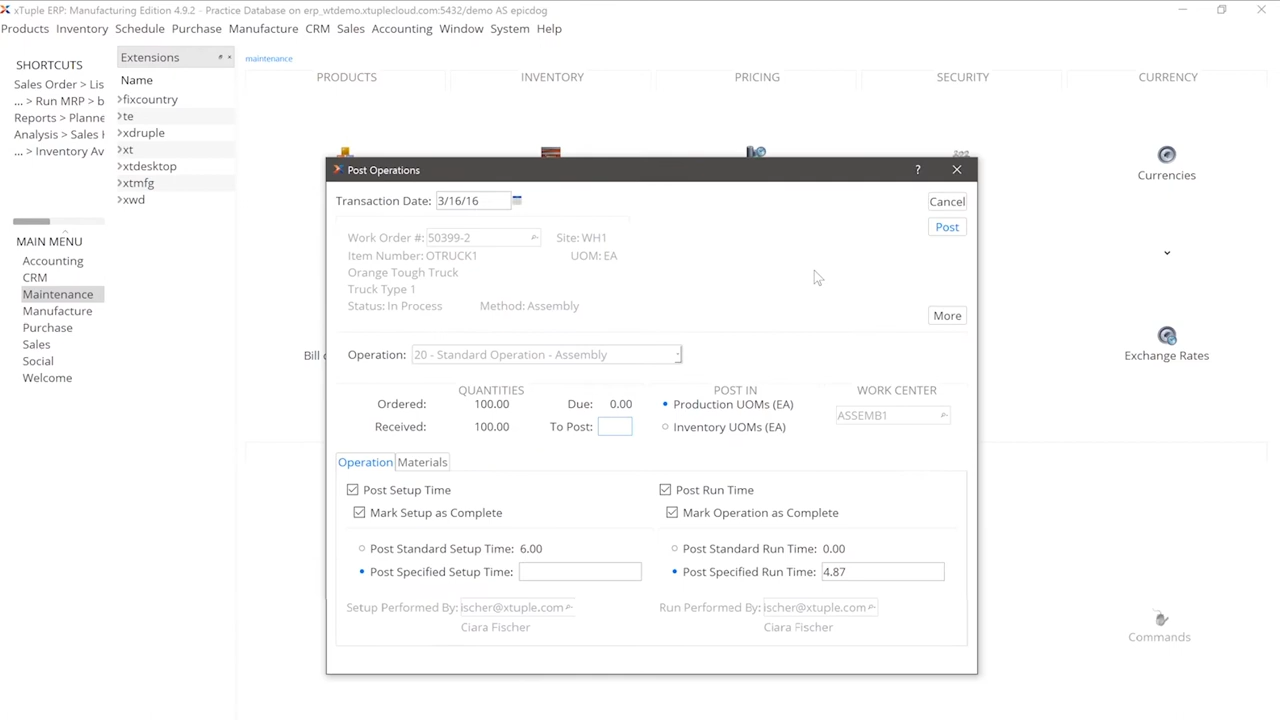 xTuple ERP: Manufacturing Edition 4.9.2 - Practice Database on erp_wtdemo.xtuplecloud.com:5432/demo AS epicdog
Products Inventory Schedule Purchase Manufacture CRM Sales Accounting Window System Help
SHORTCUTS
Sales Order > Lis
... > Run MRP > b
Reports > Planne
Analysis > Sales H
... > Inventory Av
MAIN MENU
Accounting
CRM
Maintenance
Manufacture
Purchase
Sales
Social
Welcome
Extensions
Name
fixcountry
te
xdruple
xt
xtdesktop
xtmfg
xwd
maintenance
PRODUCTS INVENTORY PRICING SECURITY CURRENCY
Currencies
Bill o
Exchange Rates
Commands
Post Operations ?
Transaction Date: 3/16/16 Cancel
Post
Work Order #: 50399-2 Site: WH1
Item Number: OTRUCK1 UOM: EA
Orange Tough Truck
Truck Type 1
Status: In Process Method: Assembly
More
Operation: 20 - Standard Operation - Assembly
QUANTITIES POST IN WORK CENTER
Ordered: 100.00 Due: 0.00 Production UOMs (EA)
ASSEMB1
Received: 100.00 To Post: Inventory UOMs (EA)
Operation Materials
Post Setup Time Post Run Time
Mark Setup as Complete Mark Operation as Complete
Post Standard Setup Time: 6.00 Post Standard Run Time: 0.00
Post Specified Setup Time: Post Specified Run Time: 4.87
Setup Performed By: ischer@xtuple.com Run Performed By: ischer@xtuple.com
Ciara Fischer Ciara Fischer